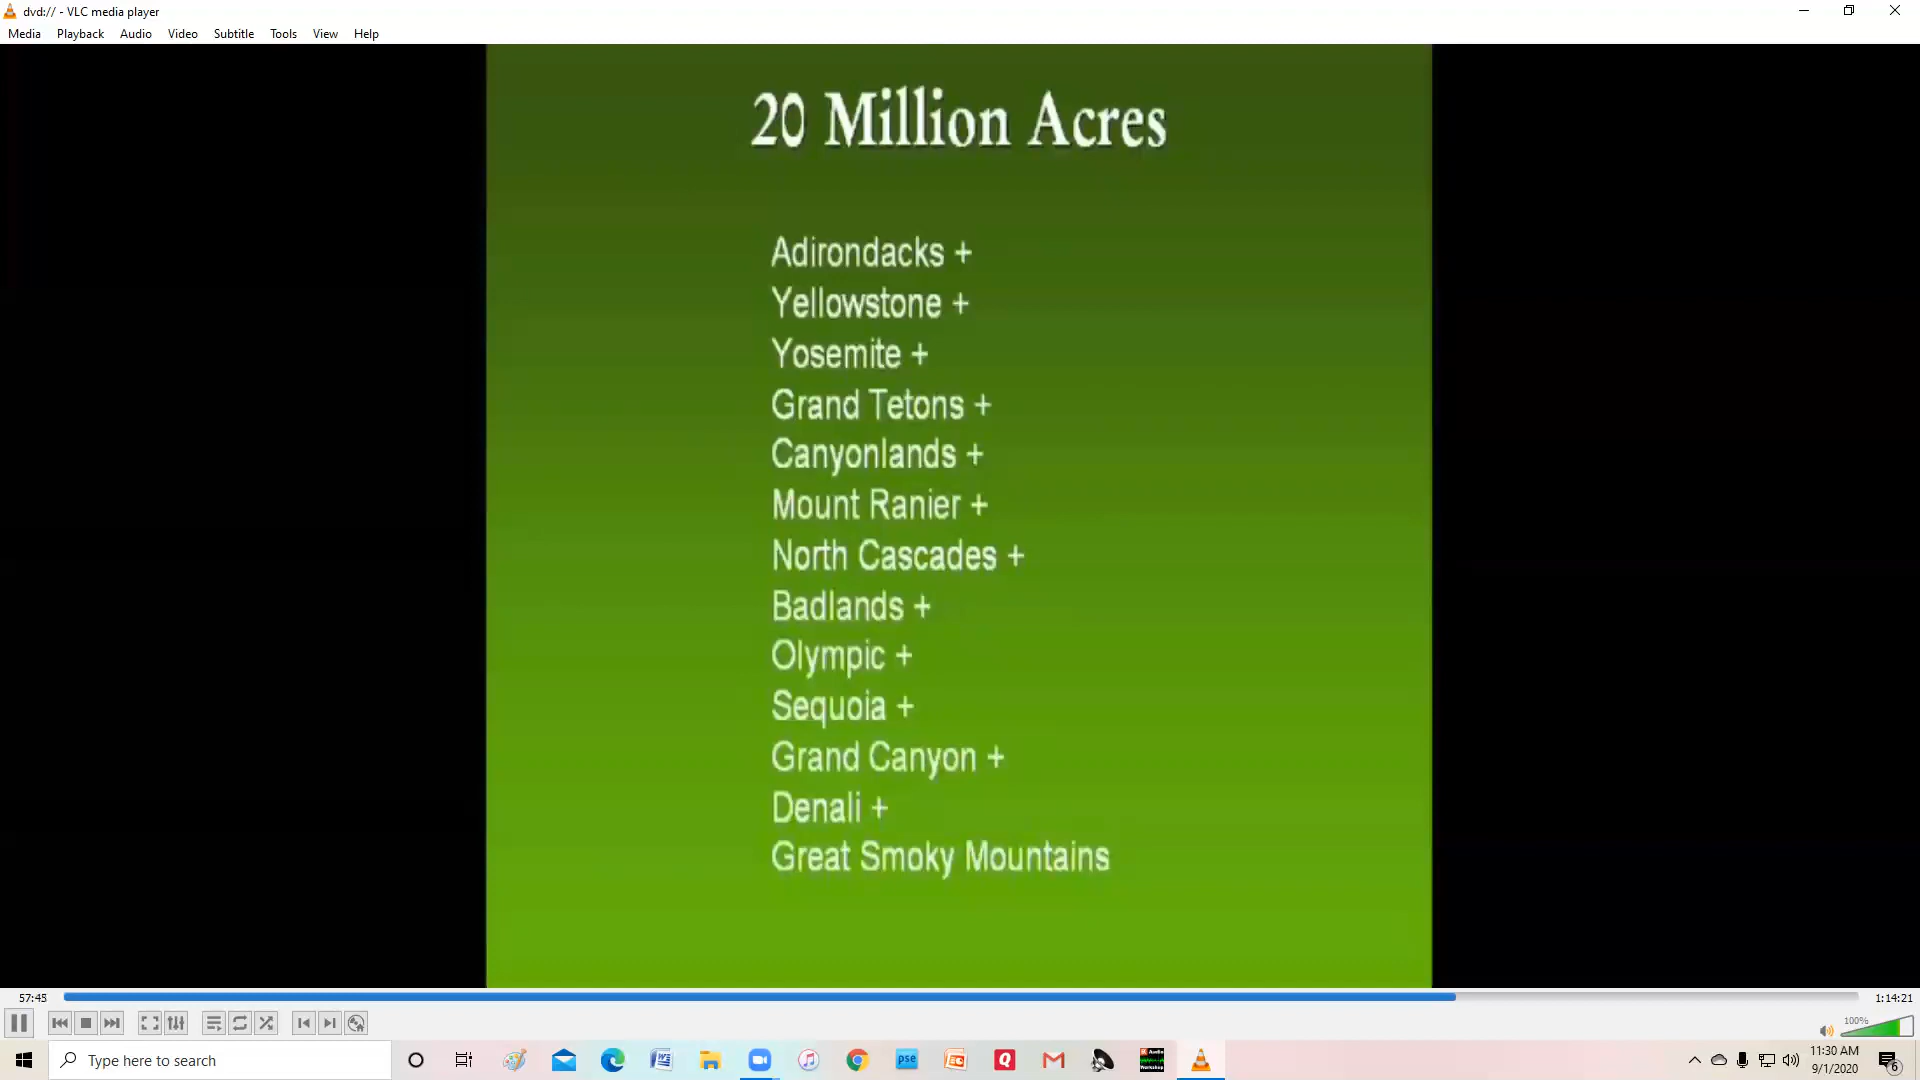 dvd:// - VLC media player
Media Playback Audio Video Subtitle Tools View Help
20 Million Acres
Adirondacks +
Yellowstone +
Yosemite +
Grand Tetons +
Canyonlands +
Mount Ranier +
North Cascades +
Badlands +
Olympic +
Sequoia +
Grand Canyon +
Denali +
Great Smoky Mountains
57:45 1:14:21
100%
Type here to search
pse
11:30 AM
9/1/2020
6